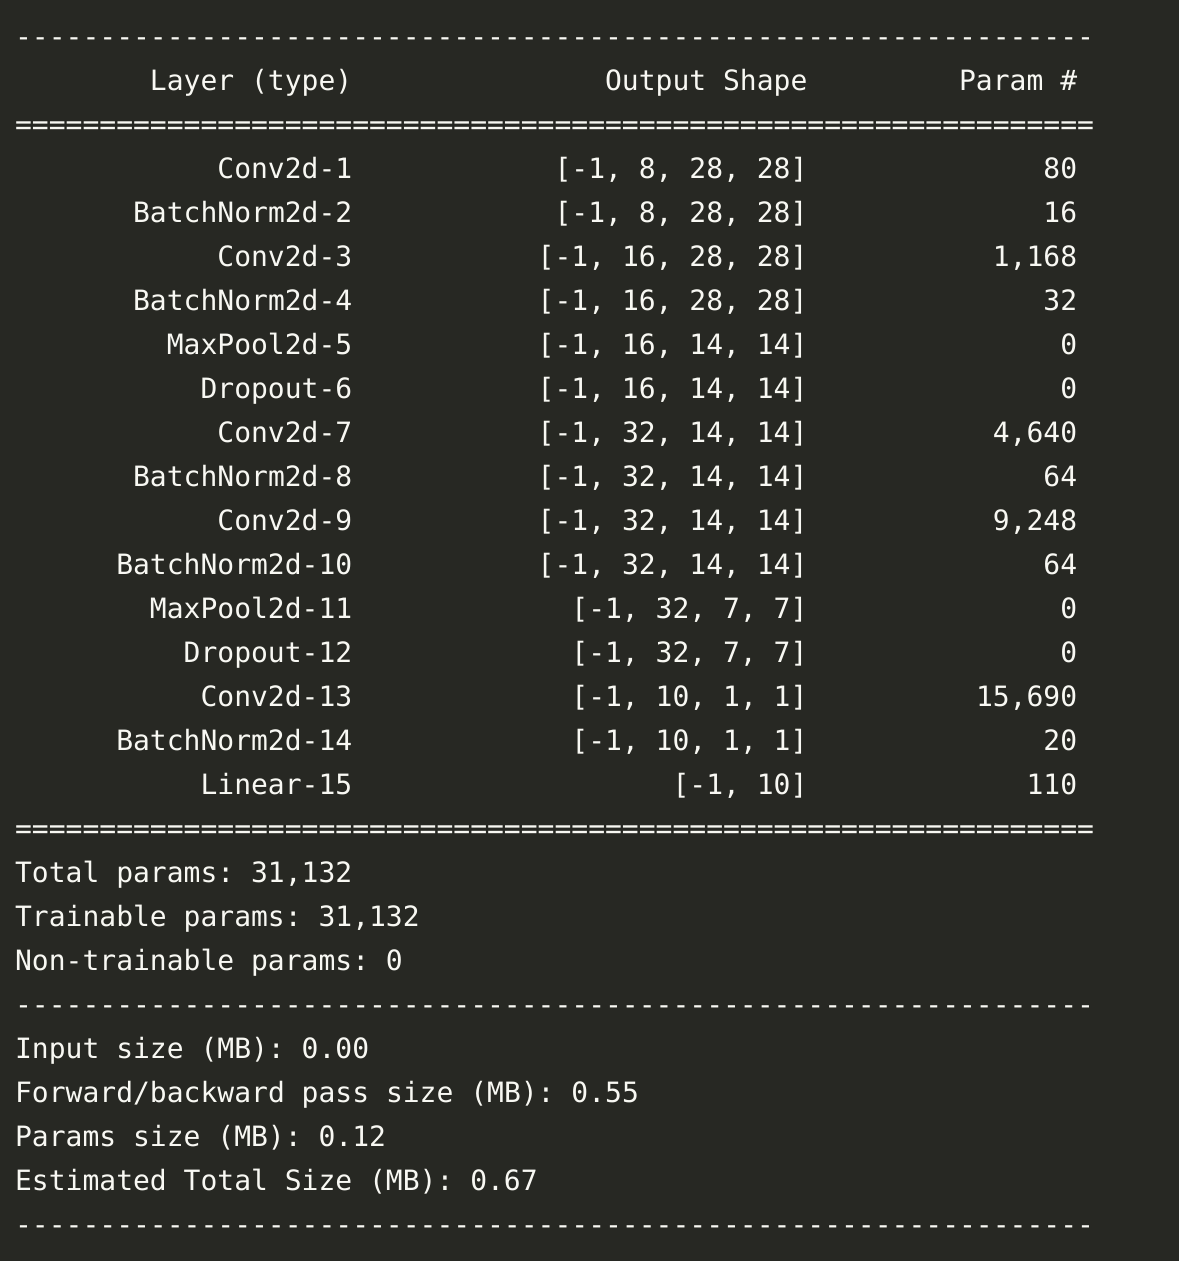 ----------------------------------------------------------------
        Layer (type)               Output Shape         Param #
================================================================
            Conv2d-1            [-1, 8, 28, 28]              80
       BatchNorm2d-2            [-1, 8, 28, 28]              16
            Conv2d-3           [-1, 16, 28, 28]           1,168
       BatchNorm2d-4           [-1, 16, 28, 28]              32
         MaxPool2d-5           [-1, 16, 14, 14]               0
           Dropout-6           [-1, 16, 14, 14]               0
            Conv2d-7           [-1, 32, 14, 14]           4,640
       BatchNorm2d-8           [-1, 32, 14, 14]              64
            Conv2d-9           [-1, 32, 14, 14]           9,248
      BatchNorm2d-10           [-1, 32, 14, 14]              64
        MaxPool2d-11             [-1, 32, 7, 7]               0
          Dropout-12             [-1, 32, 7, 7]               0
           Conv2d-13             [-1, 10, 1, 1]          15,690
      BatchNorm2d-14             [-1, 10, 1, 1]              20
           Linear-15                   [-1, 10]             110
================================================================
Total params: 31,132
Trainable params: 31,132
Non-trainable params: 0
----------------------------------------------------------------
Input size (MB): 0.00
Forward/backward pass size (MB): 0.55
Params size (MB): 0.12
Estimated Total Size (MB): 0.67
----------------------------------------------------------------